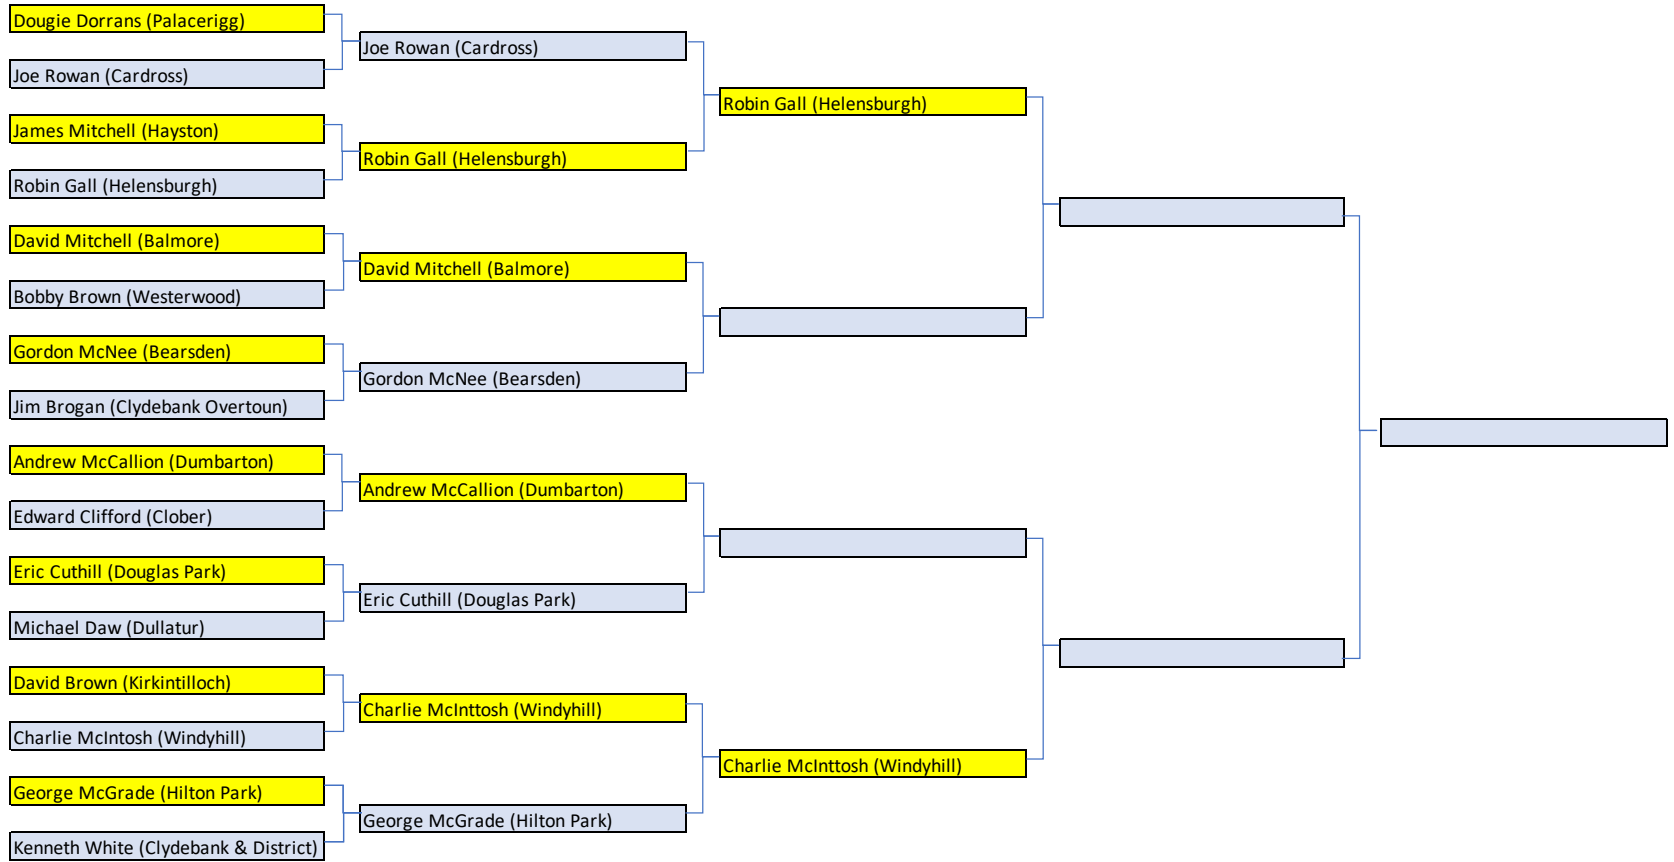 Dougie Dorrans (Palacerigg)
Joe Rowan (Cardross)
James Mitchell (Hayston)
Robin Gall (Helensburgh)
David Mitchell (Balmore)
Bobby Brown (Westerwood)
Gordon McNee (Bearsden)
Jim Brogan (Clydebank Overtoun)
Andrew McCallion (Dumbarton)
Edward Clifford (Clober)
Eric Cuthill (Douglas Park)
Michael Daw (Dullatur)
David Brown (Kirkintilloch)
Charlie McIntosh (Windyhill)
George McGrade (Hilton Park)
Kenneth White (Clydebank & District)
Joe Rowan (Cardross)
Robin Gall (Helensburgh)
David Mitchell (Balmore)
Gordon McNee (Bearsden)
Andrew McCallion (Dumbarton)
Eric Cuthill (Douglas Park)
Charlie McInttosh (Windyhill)
George McGrade (Hilton Park)
Robin Gall (Helensburgh)
Charlie McInttosh (Windyhill)